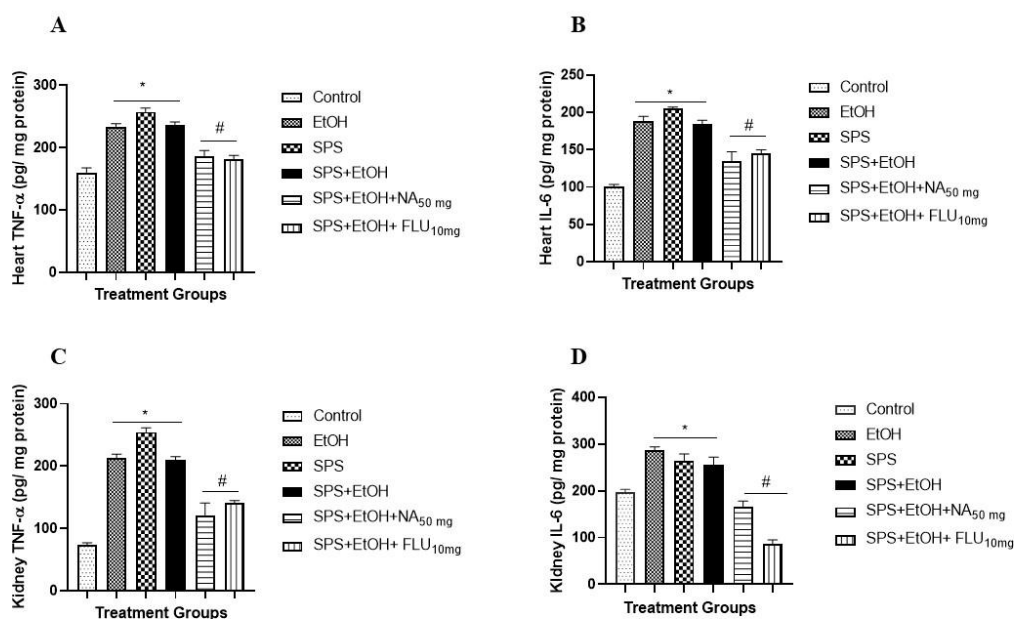 A
Heart TNF-α (pg/ mg protein)
300
200
100
0
*
#
Treatment Groups
Control
EtOH
SPS
SPS+EtOH
SPS+EtOH+NA50 mg
SPS+EtOH+ FLU10mg
B
Heart IL-6 (pg/ mg protein)
250
200
150
100
50
0
*
#
Treatment Groups
Control
EtOH
SPS
SPS+EtOH
SPS+EtOH+NA50 mg
SPS+EtOH+ FLU10mg
C
Kidney TNF-α (pg/ mg protein)
300
200
100
0
*
#
Treatment Groups
Control
EtOH
SPS
SPS+EtOH
SPS+EtOH+NA50 mg
SPS+EtOH+ FLU10mg
D
Kidney IL-6 (pg/ mg protein)
400
300
200
100
0
*
#
Treatment Groups
Control
EtOH
SPS
SPS+EtOH
SPS+EtOH+NA50 mg
SPS+EtOH+ FLU10mg